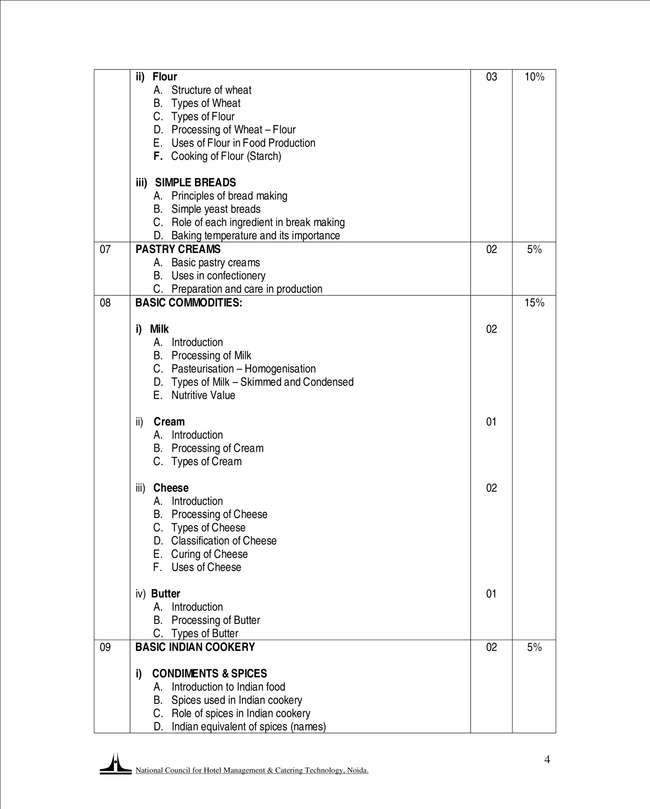 ii) Flour 03 10%
A. Structure of wheat
B. Types of Wheat
C. Types of Flour
D. Processing of Wheat – Flour
E. Uses of Flour in Food Production
F. Cooking of Flour (Starch)
iii) SIMPLE BREADS
A. Principles of bread making
B. Simple yeast breads
C. Role of each ingredient in break making
D. Baking temperature and its importance
07 PASTRY CREAMS 02 5%
A. Basic pastry creams
B. Uses in confectionery
C. Preparation and care in production
08 BASIC COMMODITIES: 15%
i) Milk 02
A. Introduction
B. Processing of Milk
C. Pasteurisation – Homogenisation
D. Types of Milk – Skimmed and Condensed
E. Nutritive Value
ii) Cream 01
A. Introduction
B. Processing of Cream
C. Types of Cream
iii) Cheese 02
A. Introduction
B. Processing of Cheese
C. Types of Cheese
D. Classification of Cheese
E. Curing of Cheese
F. Uses of Cheese
iv) Butter 01
A. Introduction
B. Processing of Butter
C. Types of Butter
09 BASIC INDIAN COOKERY 02 5%
i) CONDIMENTS & SPICES
A. Introduction to Indian food
B. Spices used in Indian cookery
C. Role of spices in Indian cookery
D. Indian equivalent of spices (names)
4
National Council for Hotel Management & Catering Technology, Noida.